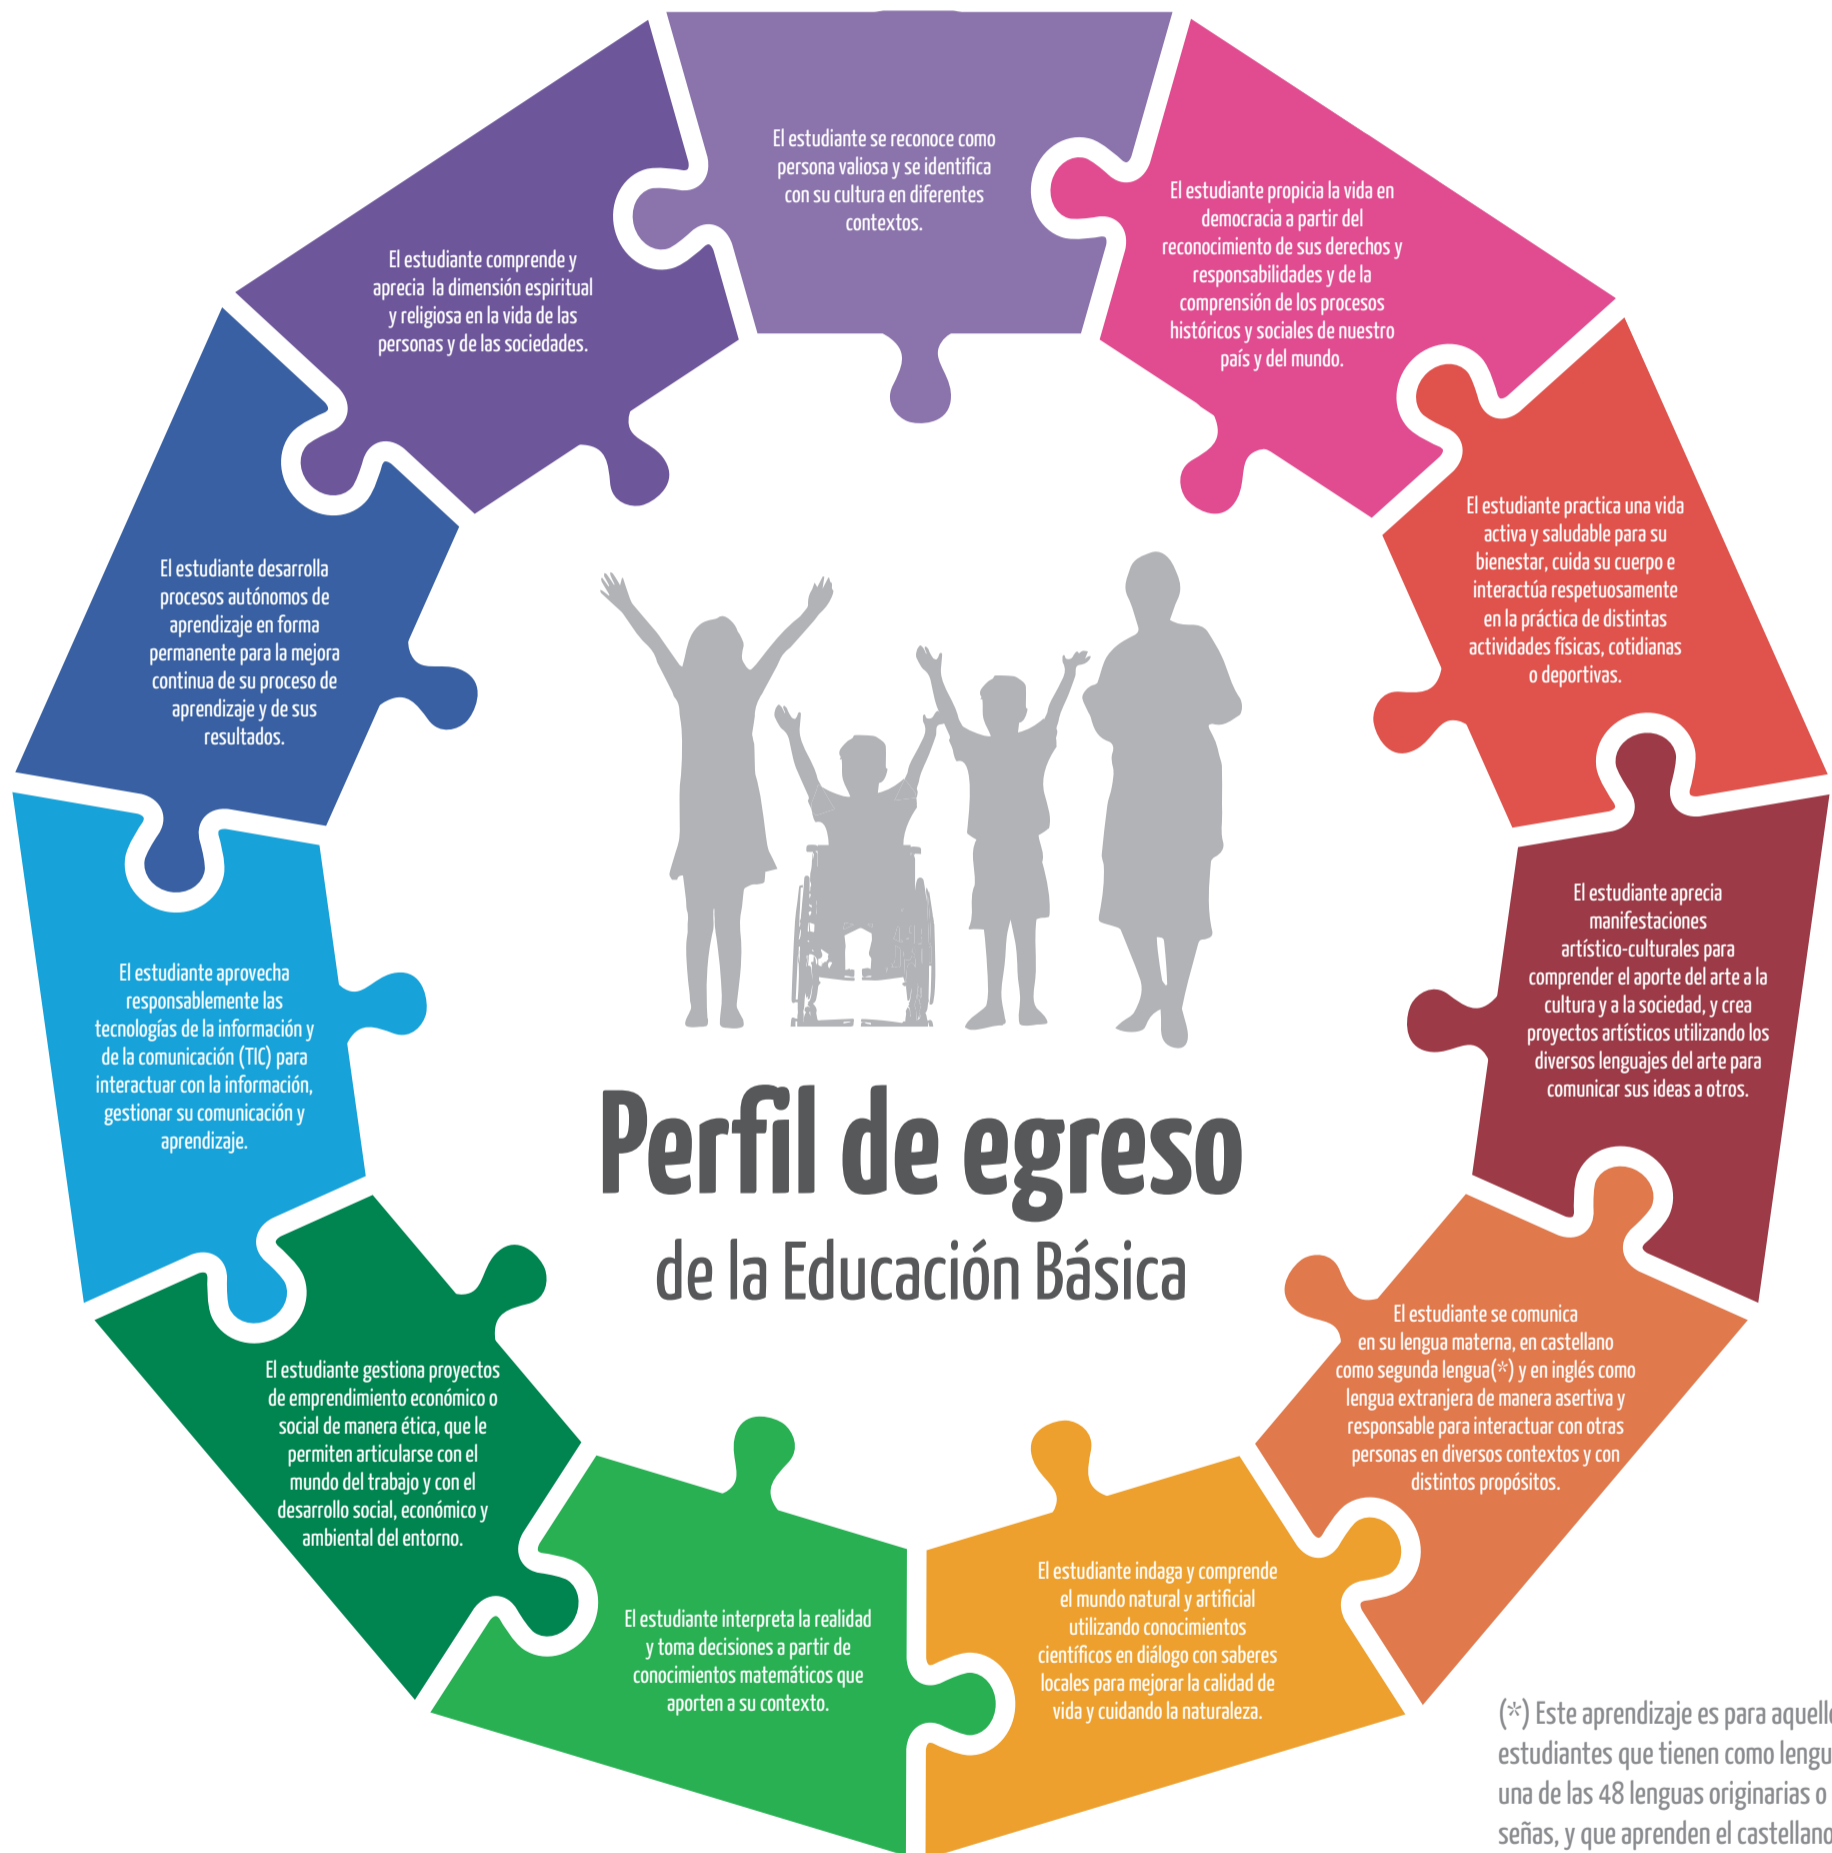 El estudiante se reconoce como
persona valiosa y se identifica
con su cultura en diferentes
contextos.
El estudiante propicia la vida en
democracia a partir del
reconocimiento de sus derechos y
responsabilidades y de la
comprensión de los procesos
históricos y sociales de nuestro
país y del mundo.
El estudiante practica una vida
activa y saludable para su
bienestar, cuida su cuerpo e
interactúa respetuosamente
en la práctica de distintas
actividades físicas, cotidianas
o deportivas.
El estudiante aprecia
manifestaciones
artístico-culturales para
comprender el aporte del arte a la
cultura y a la sociedad, y crea
proyectos artísticos utilizando los
diversos lenguajes del arte para
comunicar sus ideas a otros.
El estudiante se comunica
en su lengua materna, en castellano
como segunda lengua(*) y en inglés como
lengua extranjera de manera asertiva y
responsable para interactuar con otras
personas en diversos contextos y con
distintos propósitos.
El estudiante indaga y comprende
el mundo natural y artificial
utilizando conocimientos
científicos en diálogo con saberes
locales para mejorar la calidad de
vida y cuidando la naturaleza.
El estudiante interpreta la realidad
y toma decisiones a partir de
conocimientos matemáticos que
aporten a su contexto.
El estudiante gestiona proyectos
de emprendimiento económico o
social de manera ética, que le
permiten articularse con el
mundo del trabajo y con el
desarrollo social, económico y
ambiental del entorno.
El estudiante aprovecha
responsablemente las
tecnologías de la información y
de la comunicación (TIC) para
interactuar con la información,
gestionar su comunicación y
aprendizaje.
El estudiante desarrolla
procesos autónomos de
aprendizaje en forma
permanente para la mejora
continua de su proceso de
aprendizaje y de sus
resultados.
El estudiante comprende y
aprecia la dimensión espiritual
y religiosa en la vida de las
personas y de las sociedades.
Perfil de egreso
de la Educación Básica
(*) Este aprendizaje es para
estudiantes que tienen como
una de las 48 lenguas originarias o
señas, y que aprenden el castellano